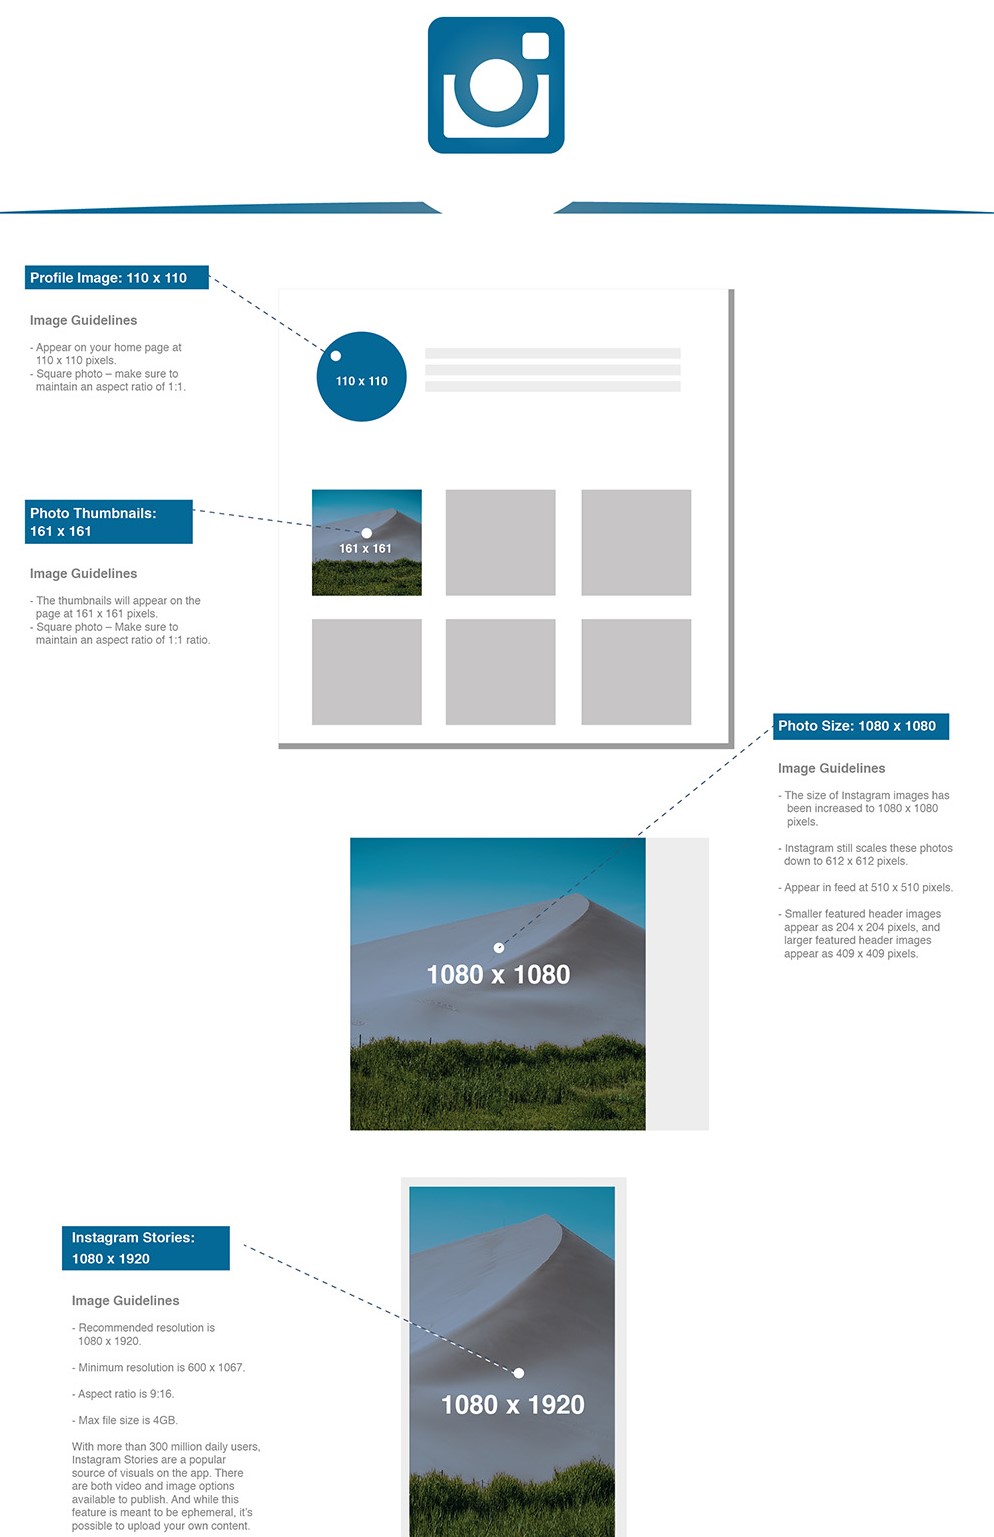 Profile Image: 110 x 110
Image Guidelines
- Appear on your home page at
110 x 110 pixels.
- Square photo – make sure to
maintain an aspect ratio of 1:1.
110 x 110
Photo Thumbnails:
161 x 161
Image Guidelines
- The thumbnails will appear on the
page at 161 x 161 pixels.
- Square photo – Make sure to
maintain an aspect ratio of 1:1 ratio.
161 x 161
Photo Size: 1080 x 1080
Image Guidelines
- The size of Instagram images has
been increased to 1080 x 1080
pixels.
- Instagram still scales these photos
down to 612 x 612 pixels.
- Appear in feed at 510 x 510 pixels.
- Smaller featured header images
appear as 204 x 204 pixels, and
larger featured header images
appear as 409 x 409 pixels.
1080 x 1080
Instagram Stories:
1080 x 1920
Image Guidelines
- Recommended resolution is
1080 x 1920.
- Minimum resolution is 600 x 1067.
- Aspect ratio is 9:16.
- Max file size is 4GB.
With more than 300 million daily users,
Instagram Stories are a popular
source of visuals on the app. There
are both video and image options
available to publish. And while this
feature is meant to be ephemeral, it's
possible to upload your own content.
1080 x 1920